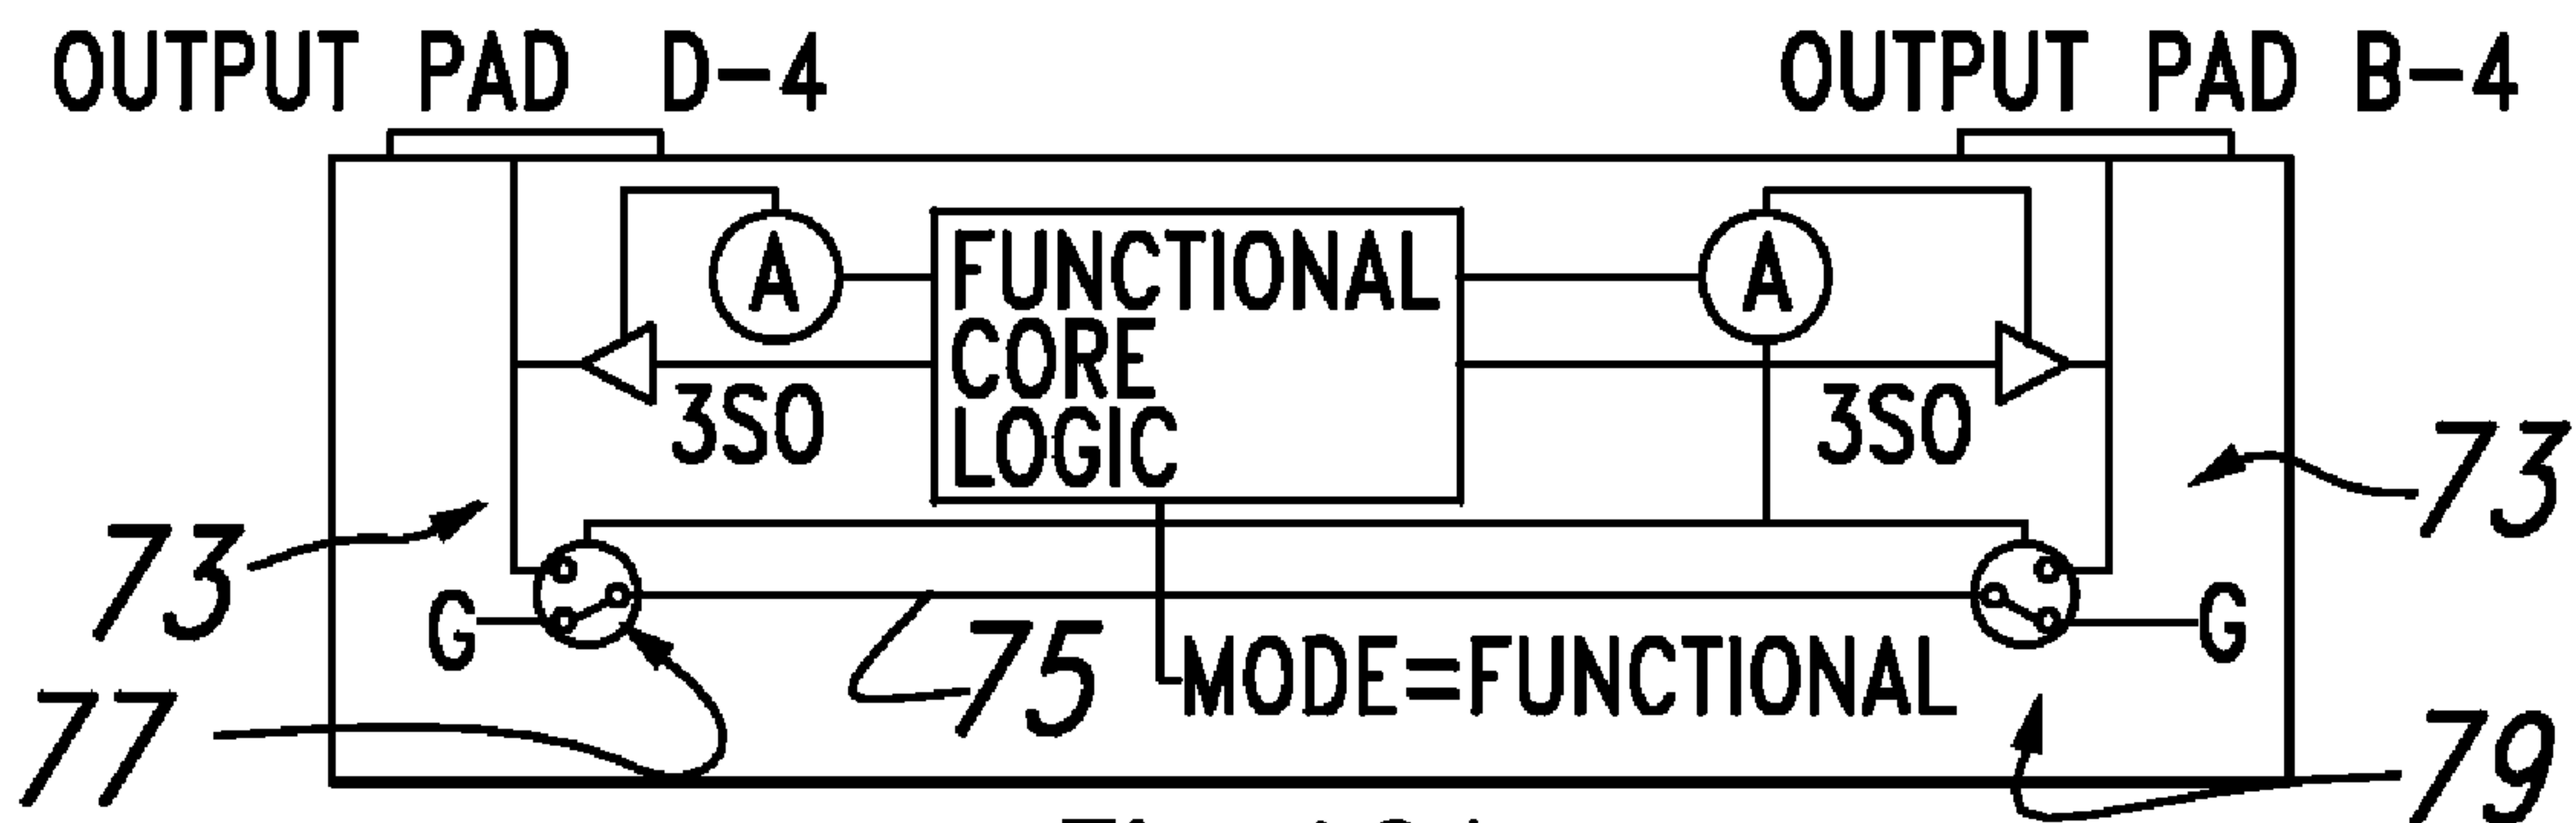 OUTPUT PAD D-4
OUTPUT PAD B-4
A
FUNCTIONAL
CORE
LOGIC
A
3SO
3SO
73
73
G
G
75
MODE=FUNCTIONAL
77
79